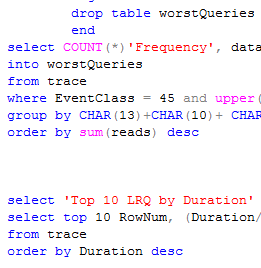 drop table worstQueries
end
select COUNT(*)'Frequency', data
into worstQueries
from trace
where EventClass = 45 and upper(
group by CHAR(13)+CHAR(10)+ CHAR
order by sum(reads) desc
select 'Top 10 LRQ by Duration'
select top 10 RowNum, (Duration/
from trace
order by Duration desc